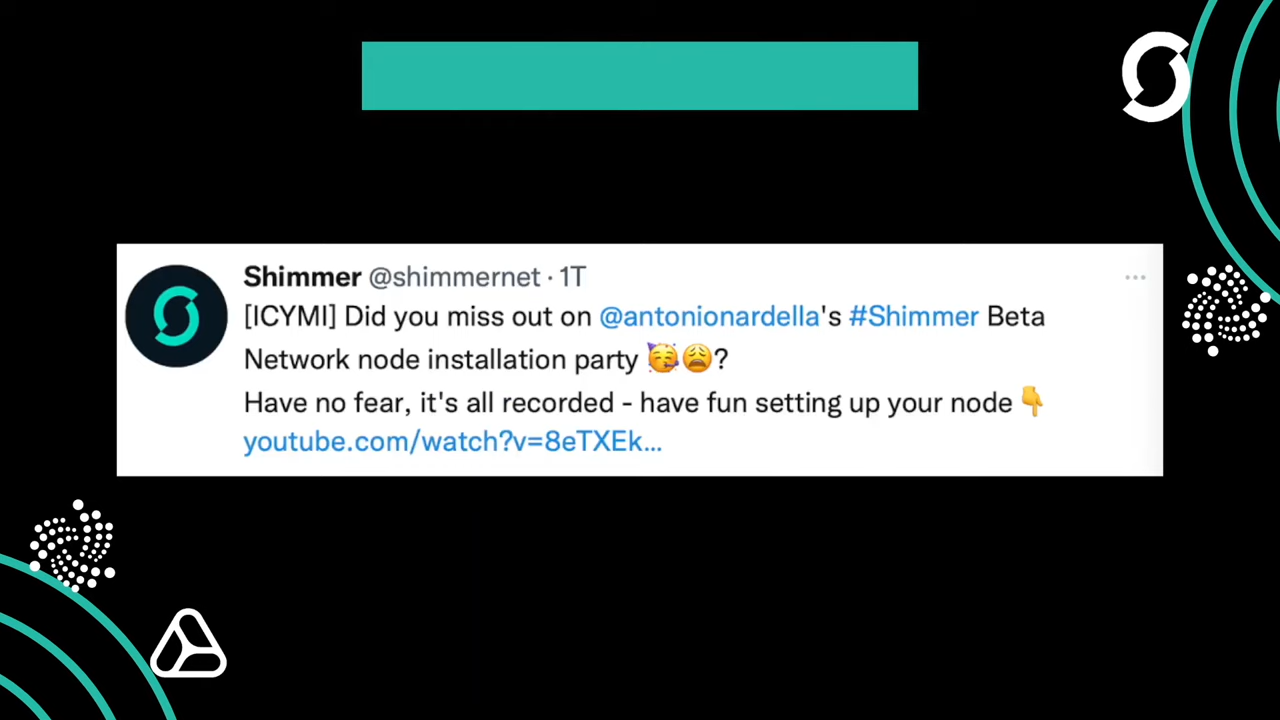 Shimmer @shimmernet · 1T
[ICYMI] Did you miss out on @antonionardella's #Shimmer Beta
Network node installation party 🥳😩?
Have no fear, it's all recorded - have fun setting up your node 👇
youtube.com/watch?v=8eTXEk...